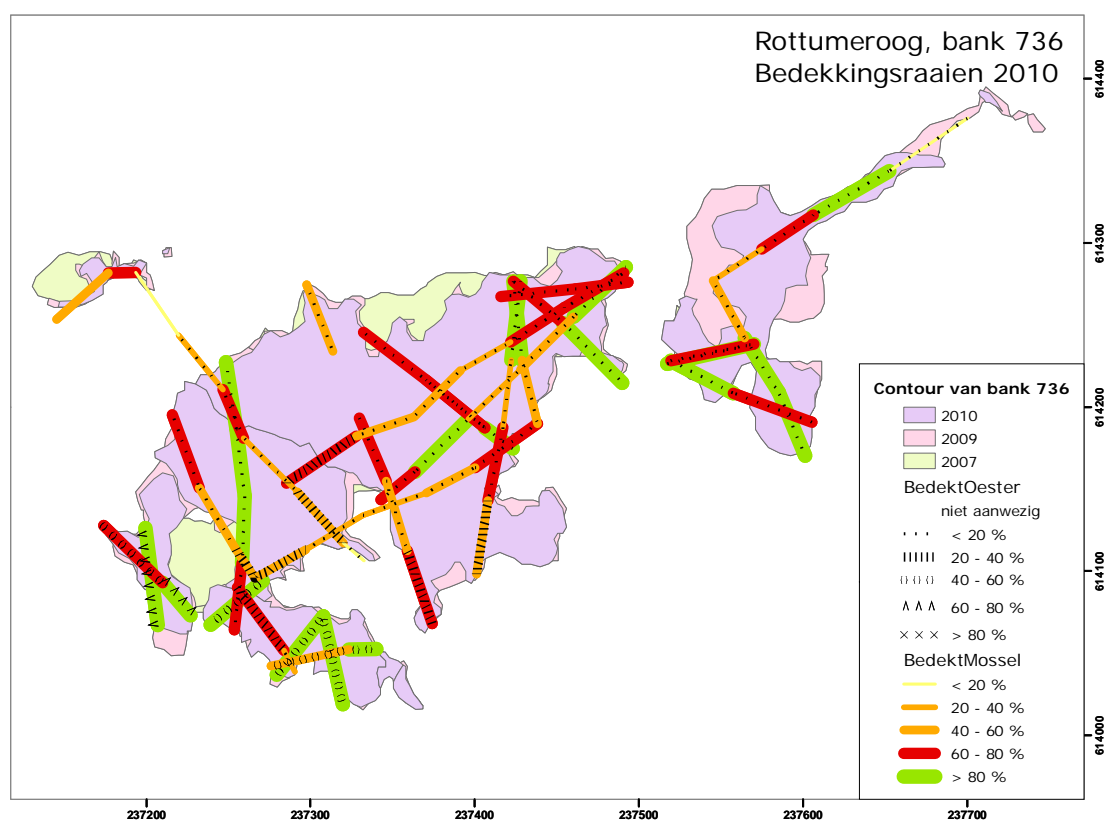 Rottumeroog, bank 736
Bedekkingsraaien 2010
614400
614300
614200
614100
614000
Contour van bank 736
2010
2009
2007
BedektOester
niet aanwezig
< 20 %
20 - 40 %
40 - 60 %
60 - 80 %
> 80 %
BedektMossel
< 20 %
20 - 40 %
40 - 60 %
60 - 80 %
> 80 %
237200 237300 237400 237500 237600 237700